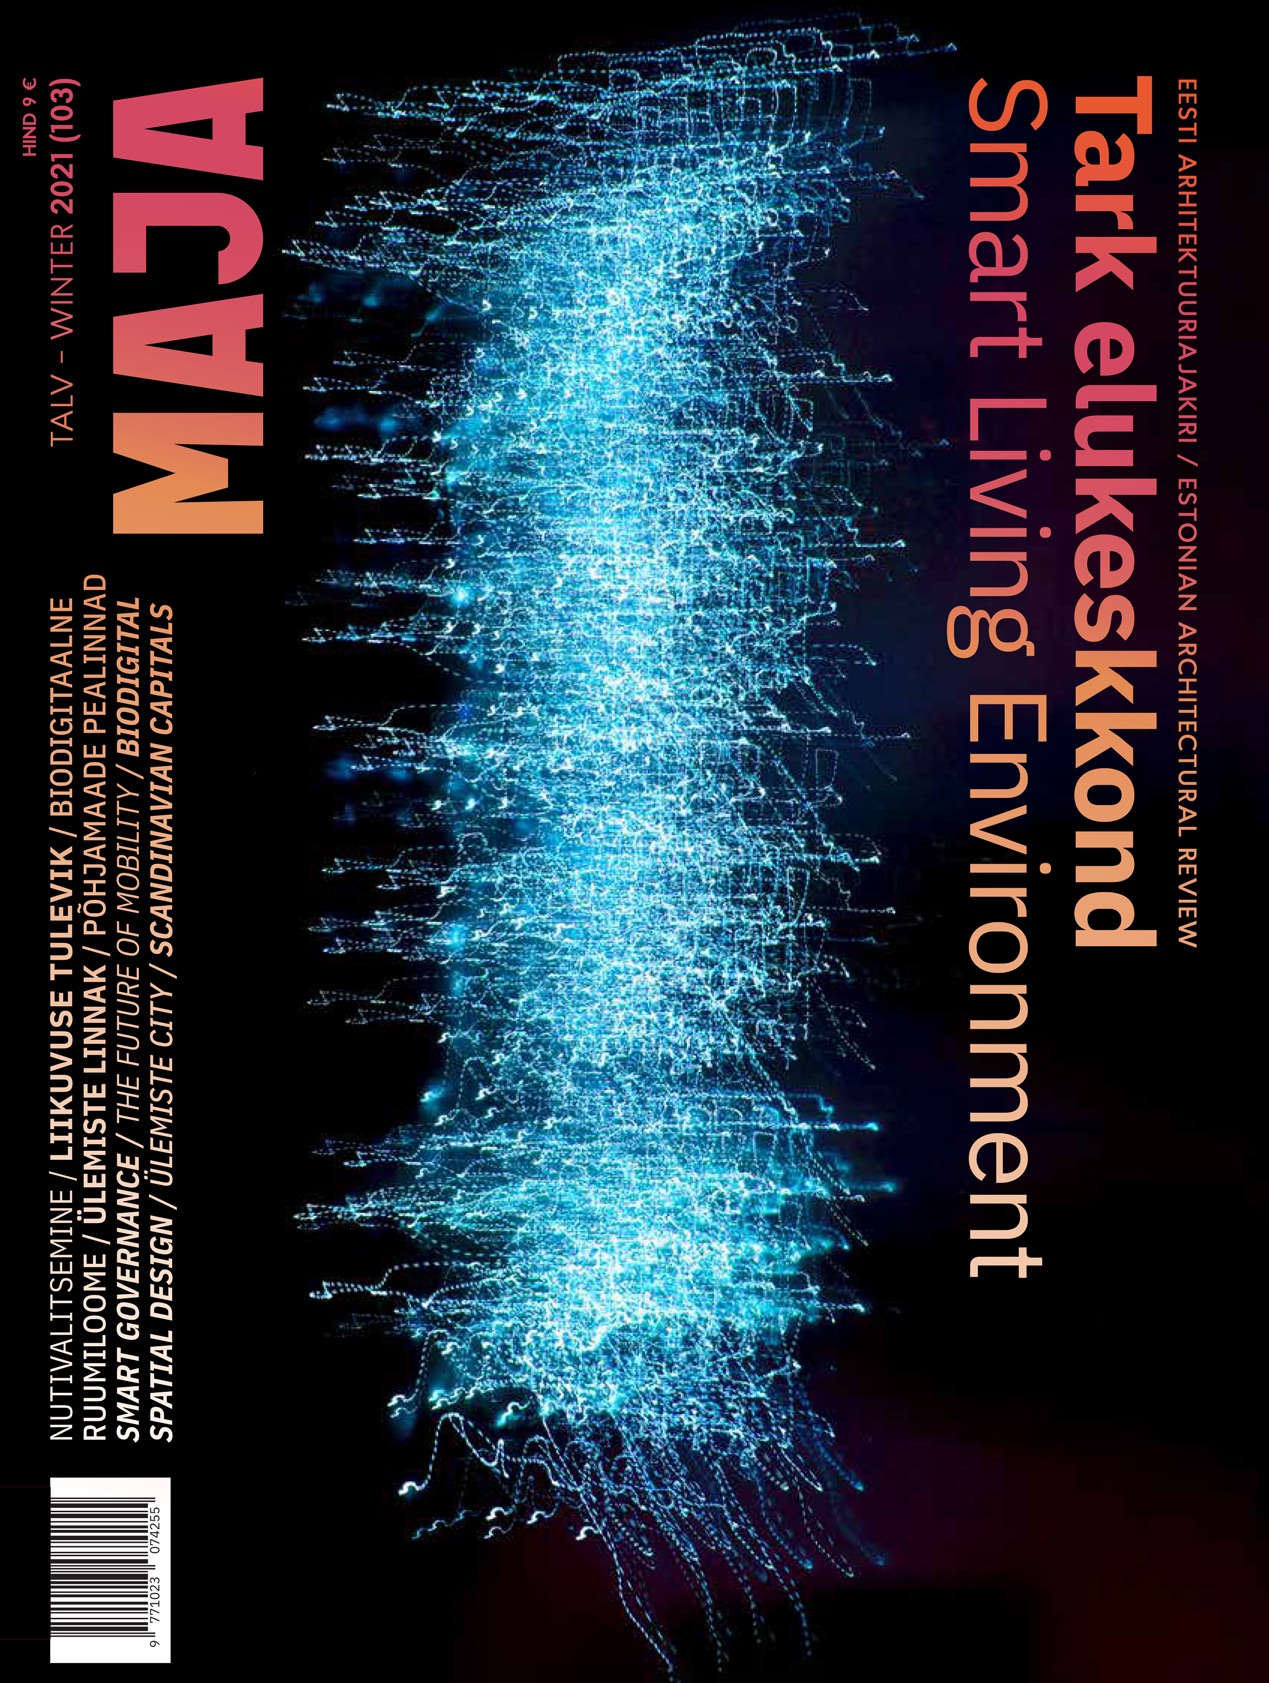 HIND 9 €
TALV – WINTER 2021 (103)
MAJA
NUTIVALITSEMINE / LIIKUVUSE TULEVIK / BIODIGITAALNE
RUUMILOOME / ÜLEMISTE LINNAK / PÕHJAMAADE PEALINNAD
SMART GOVERNANCE / THE FUTURE OF MOBILITY / BIODIGITAL
SPATIAL DESIGN / ÜLEMISTE CITY / SCANDINAVIAN CAPITALS
9 771023 074255
EESTI ARHITEKTUURIAJAKIRI / ESTONIAN ARCHITECTURAL REVIEW
Tark elukeskkond
Smart Living Environment